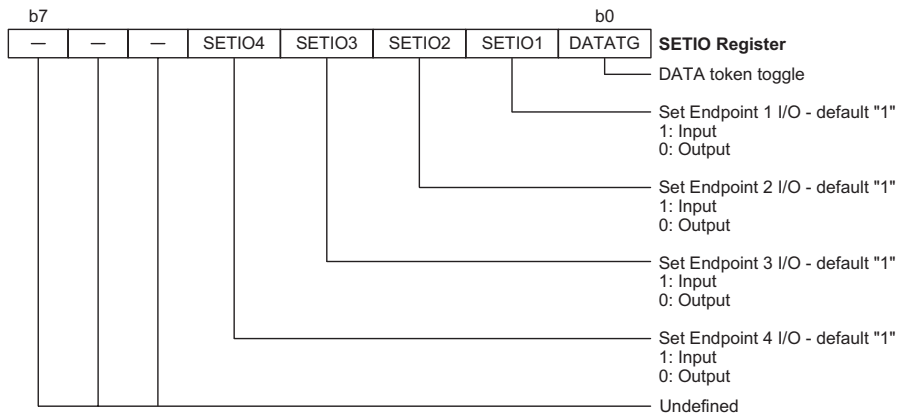 b7 b0
— — — SETIO4 SETIO3 SETIO2 SETIO1 DATATG SETIO Register
DATA token toggle
Set Endpoint 1 I/O - default "1"
1: Input
0: Output
Set Endpoint 2 I/O - default "1"
1: Input
0: Output
Set Endpoint 3 I/O - default "1"
1: Input
0: Output
Set Endpoint 4 I/O - default "1"
1: Input
0: Output
Undefined